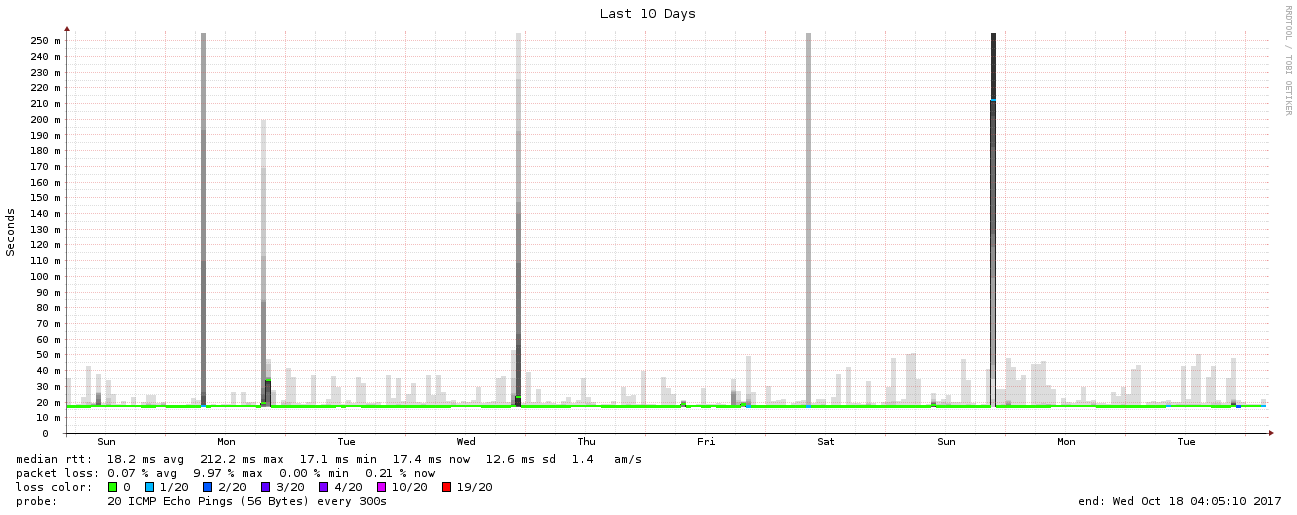 Last 10 Days
RRDTOOL / TOBI OETIKER
Seconds
250 m
240 m
230 m
220 m
210 m
200 m
190 m
180 m
170 m
160 m
150 m
140 m
130 m
120 m
110 m
100 m
90 m
80 m
70 m
60 m
50 m
40 m
30 m
20 m
10 m
0
Sun Mon Tue Wed Thu Fri Sat Sun Mon Tue
median rtt: 18.2 ms avg 212.2 ms max 17.1 ms min 17.4 ms now 12.6 ms sd 1.4 am/s
packet loss: 0.07 % avg 9.97 % max 0.00 % min 0.21 % now
loss color: 0 1/20 2/20 3/20 4/20 10/20 19/20
probe: 20 ICMP Echo Pings (56 Bytes) every 300s end: Wed Oct 18 04:05:10 2017